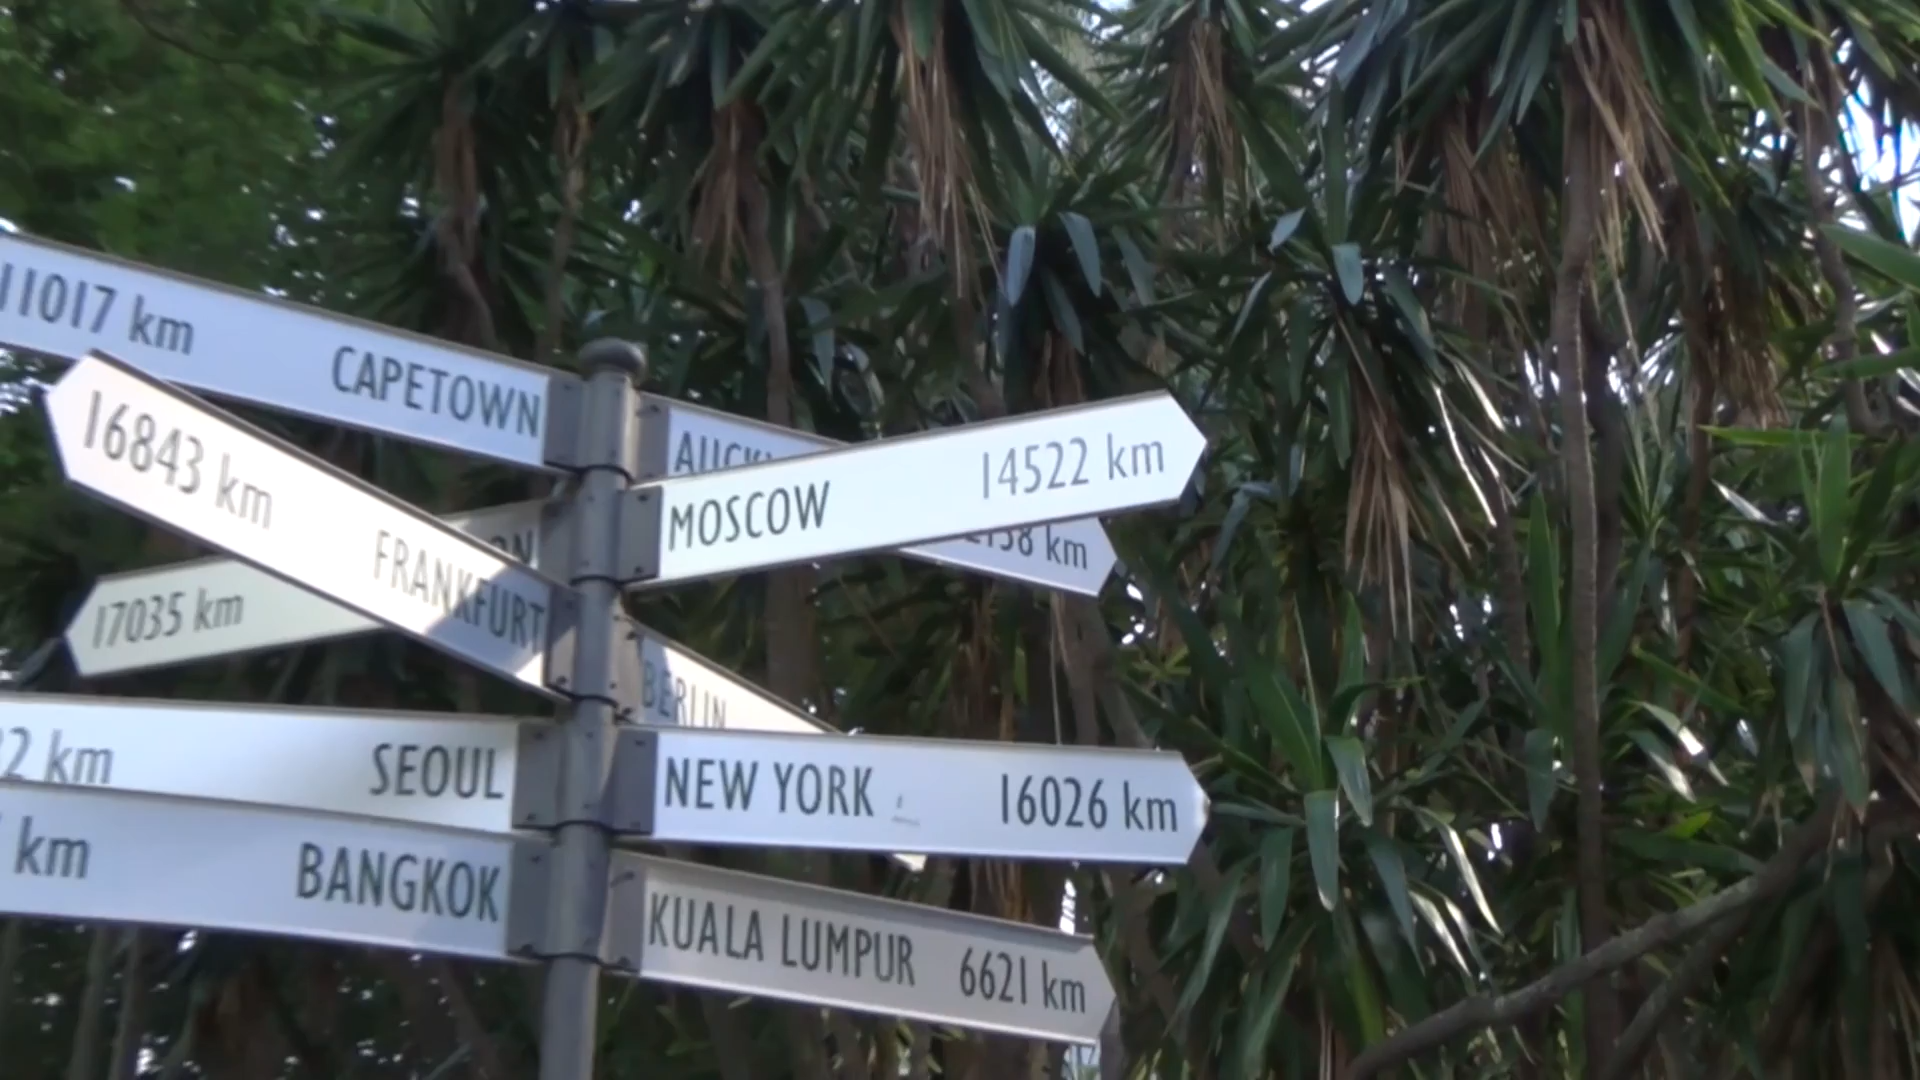 11017 km CAPETOWN
MOSCOW 14522 km
16843 km FRANKFURT
17035 km
BERLIN
km SEOUL
NEW YORK 16026 km
km BANGKOK
KUALA LUMPUR 6621 km